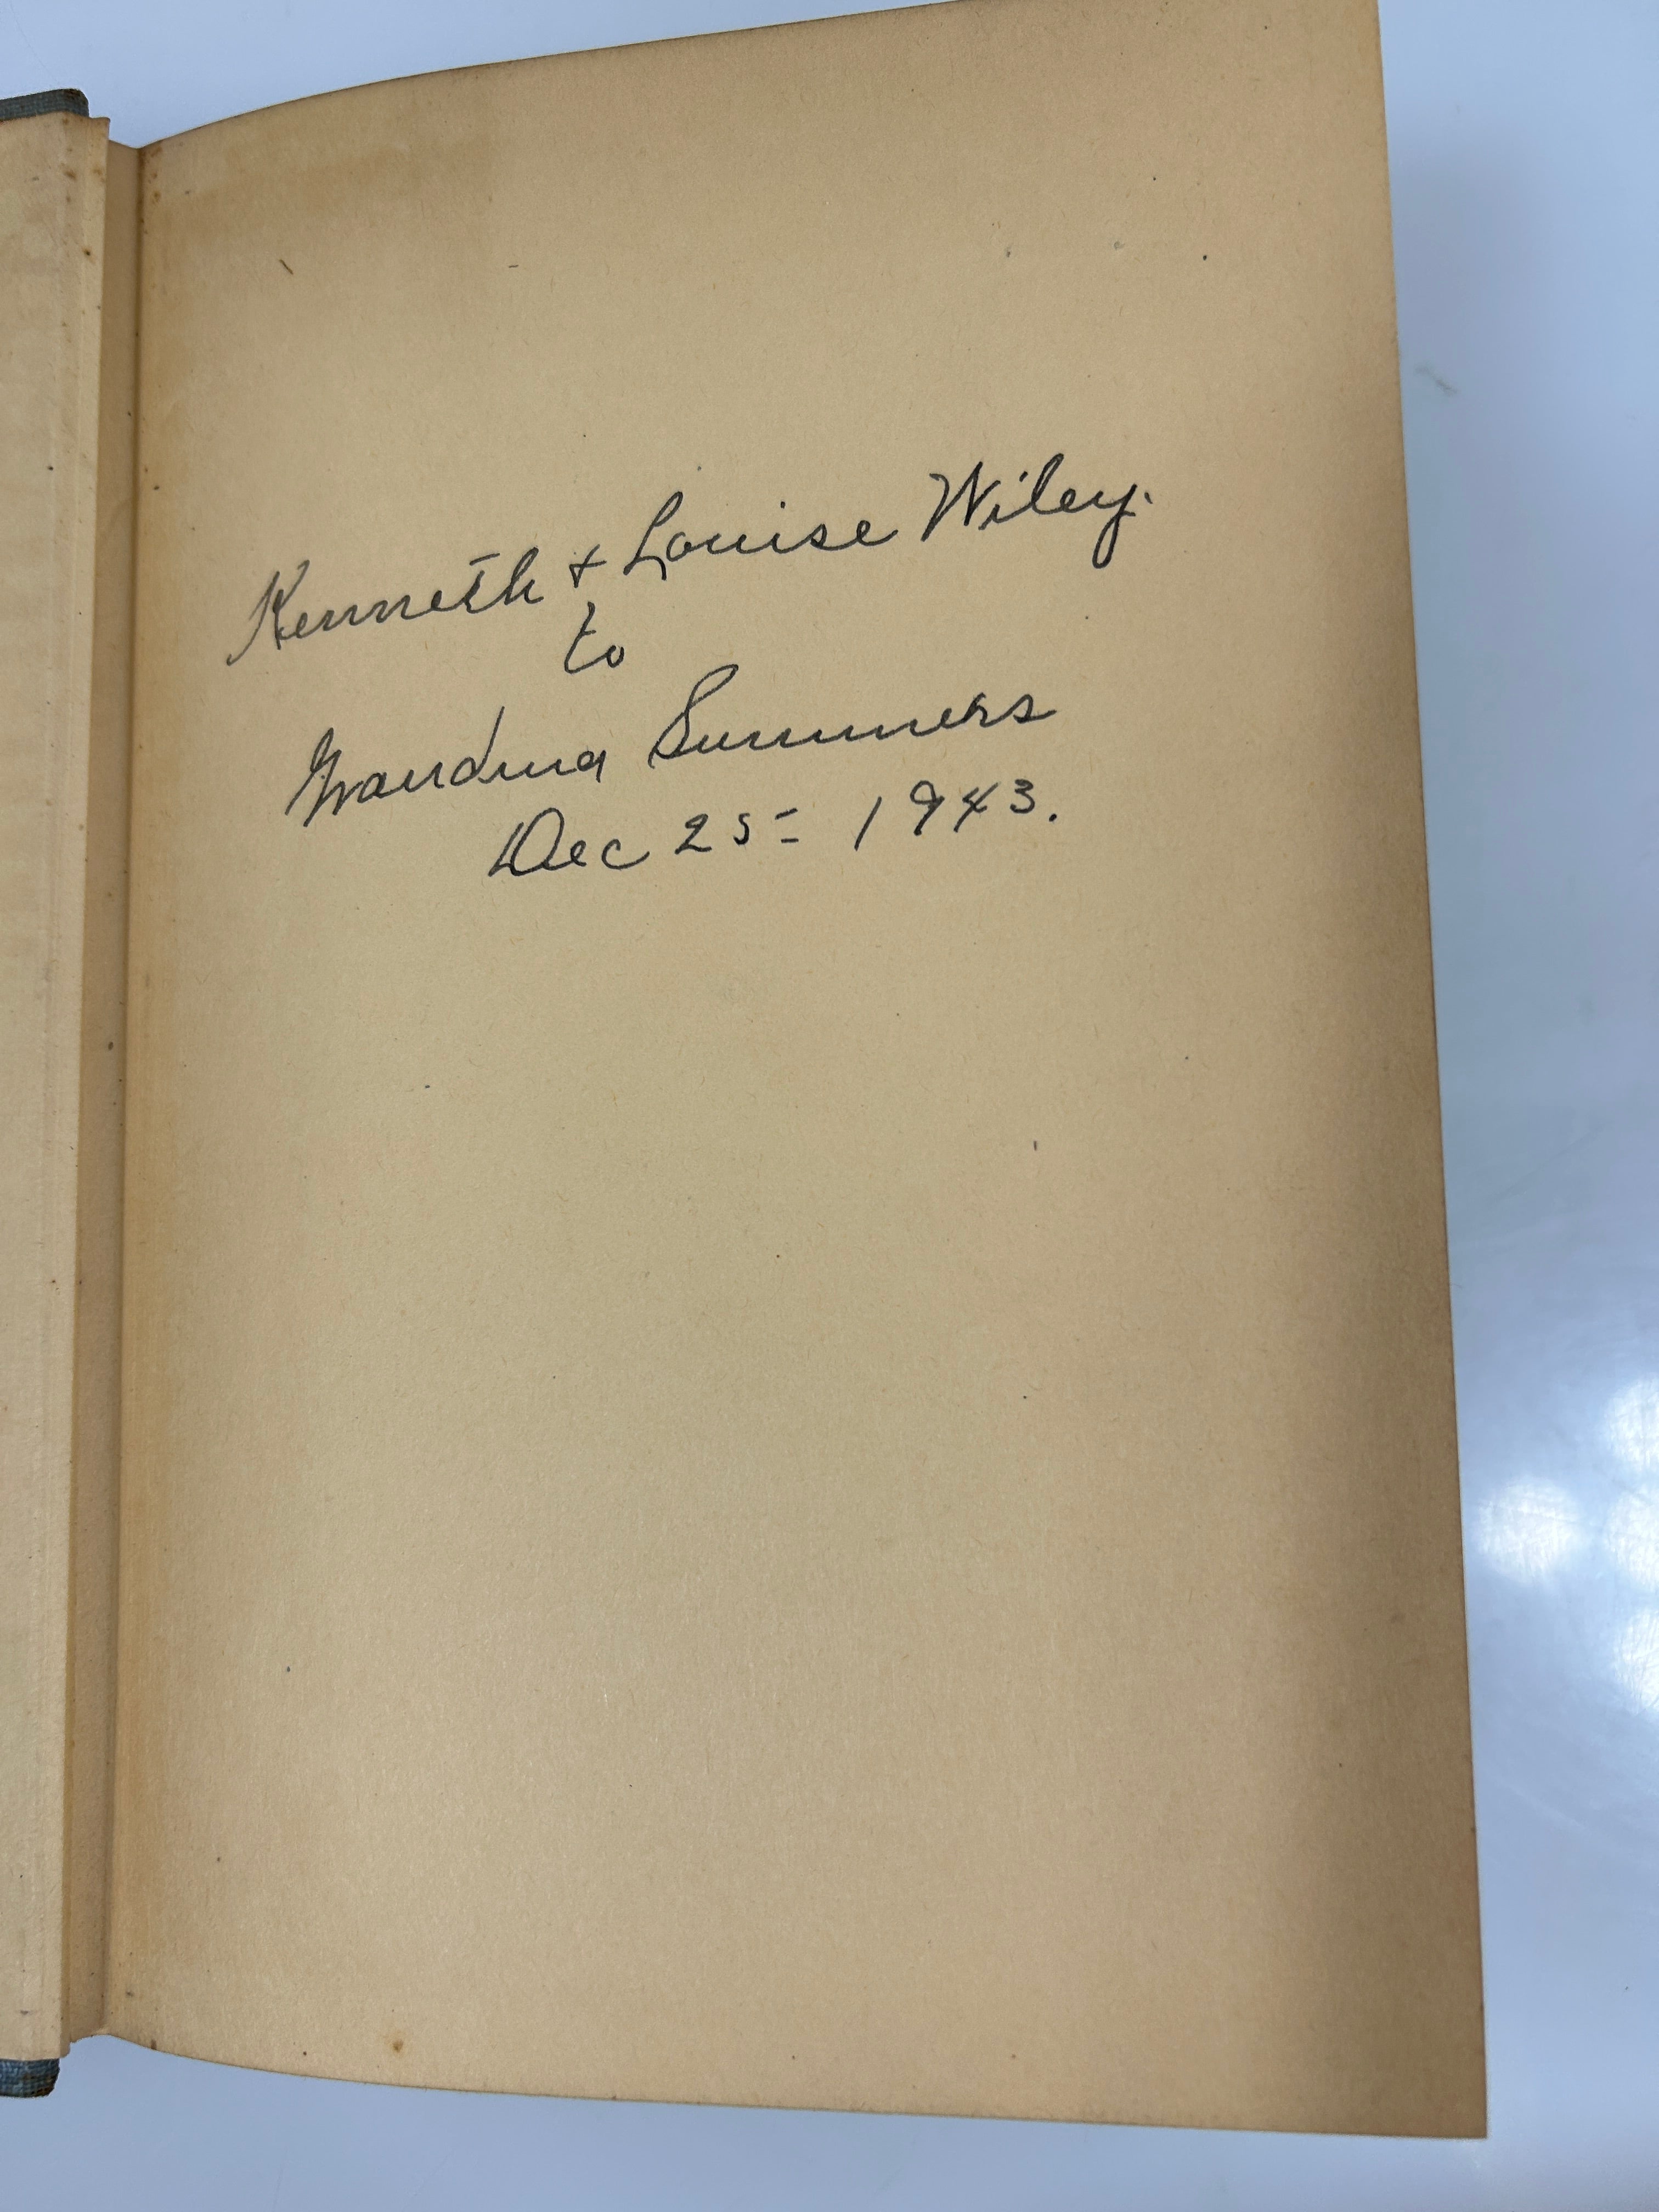 Kenneth + Louise Wiley.
to
Grandma Summers
Dec 25= 1943.